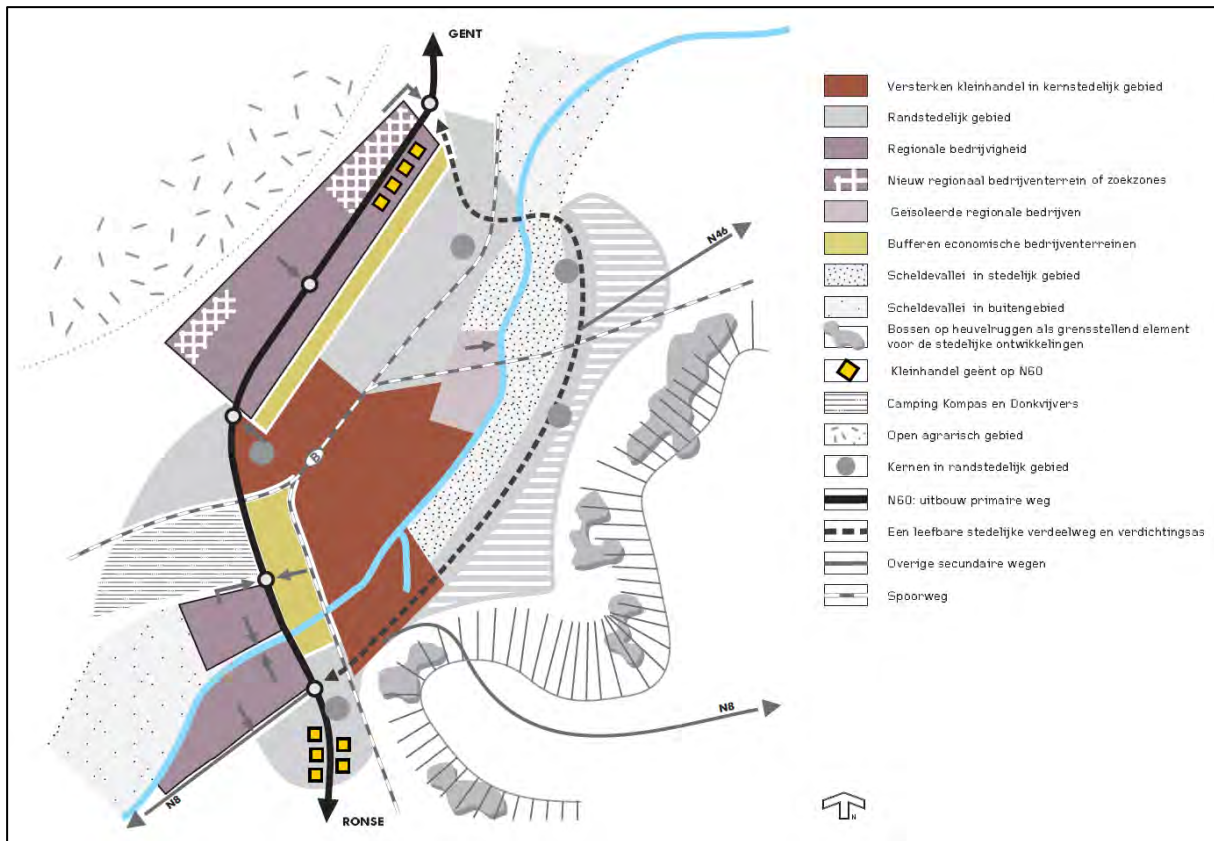 GENT
N46
B
N8
N8
RONSE
Versterken kleinhandel in kernstedelijk gebied
Randstedelijk gebied
Regionale bedrijvigheid
Nieuw regionaal bedrijventerrein of zoekzones
Geïsoleerde regionale bedrijven
Bufferen economische bedrijventerreinen
Scheldevallei in stedelijk gebied
Scheldevallei in buitengebied
Bossen op heuvelruggen als grensstellend element
voor de stedelijke ontwikkelingen
Kleinhandel geënt op N60
Camping Kompas en Donkvijvers
Open agrarisch gebied
Kernen in randstedelijk gebied
N60: uitbouw primaire weg
Een leefbare stedelijke verdeelweg en verdichtingsas
Overige secundaire wegen
Spoorweg
N